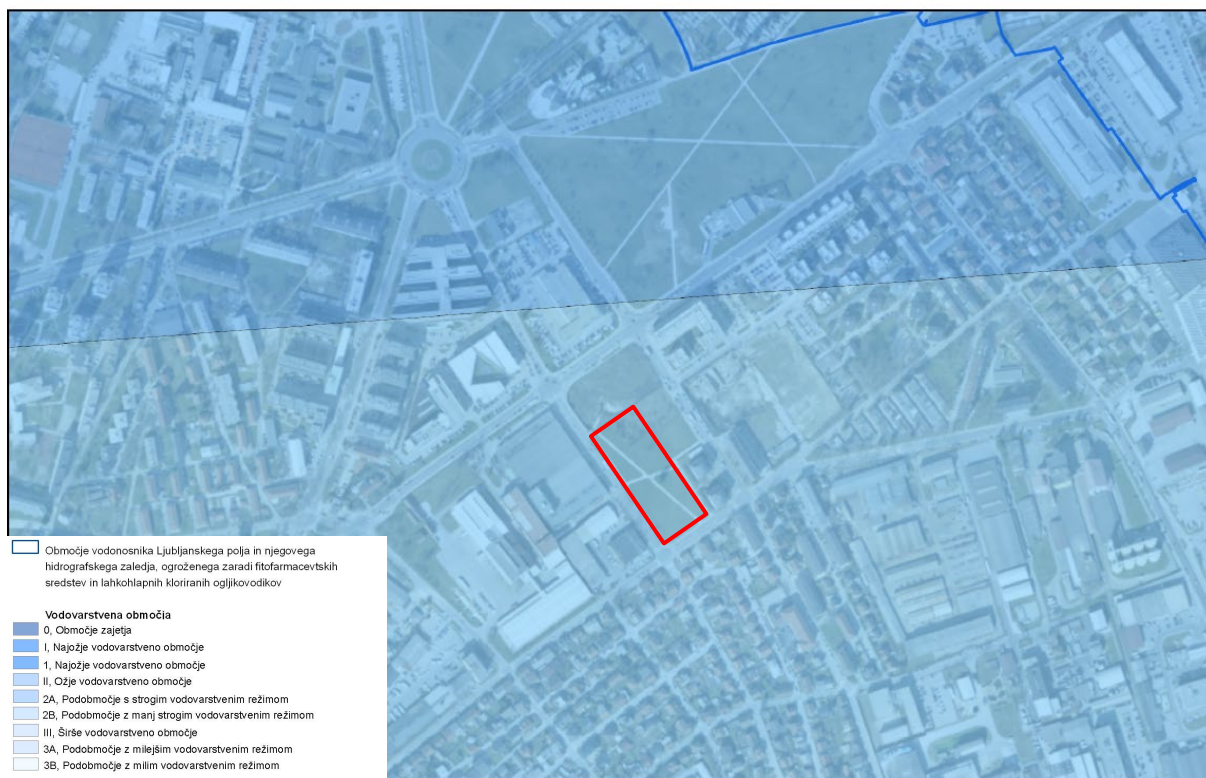 Območje vodonosnika Ljubljanskega polja in njegovega
hidrografskega zaledja, ogroženega zaradi fitofarmacevtskih
sredstev in lahkohlapnih kloriranih ogljikovodikov
Vodovarstvena območja
0, Območje zajetja
I, Najožje vodovarstveno območje
1, Najožje vodovarstveno območje
II, Ožje vodovarstveno območje
2A, Podobmočje s strogim vodovarstvenim režimom
2B, Podobmočje z manj strogim vodovarstvenim režimom
III, Širše vodovarstveno območje
3A, Podobmočje z milejšim vodovarstvenim režimom
3B, Podobmočje z milim vodovarstvenim režimom